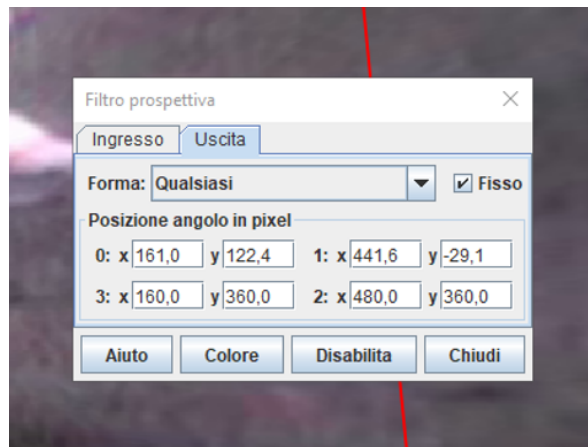 Filtro prospettiva
Ingresso Uscita
Forma: Qualsiasi Fisso
Posizione angolo in pixel
0: x 161,0 y 122,4 1: x 441,6 y -29,1
3: x 160,0 y 360,0 2: x 480,0 y 360,0
Aiuto Colore Disabilita Chiudi